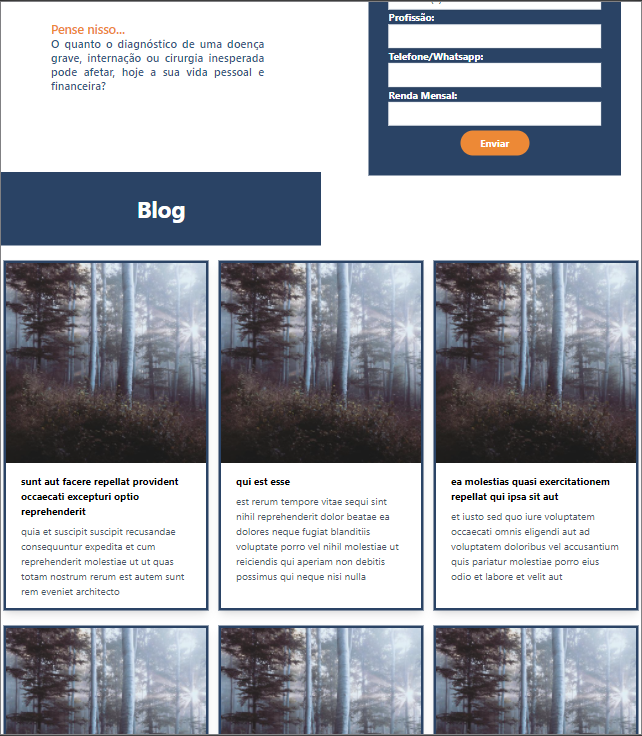 Pense nisso...
O quanto o diagnóstico de uma doença
grave, internação ou cirurgia inesperada
pode afetar, hoje a sua vida pessoal e
financeira?
Profissão:
Telefone/Whatsapp:
Renda Mensal:
Enviar
Blog
sunt aut facere repellat provident
occaecati excepturi optio
reprehenderit
quia et suscipit suscipit recusandae
consequuntur expedita et cum
reprehenderit molestiae ut ut quas
totam nostrum rerum est autem sunt
rem eveniet architecto
qui est esse
est rerum tempore vitae sequi sint
nihil reprehenderit dolor beatae ea
dolores neque fugiat blanditiis
voluptate porro vel nihil molestiae ut
reiciendis qui aperiam non debitis
possimus qui neque nisi nulla
ea molestias quasi exercitationem
repellat qui ipsa sit aut
et iusto sed quo iure voluptatem
occaecati omnis eligendi aut ad
voluptatem doloribus vel accusantium
quis pariatur molestiae porro eius
odio et labore et velit aut